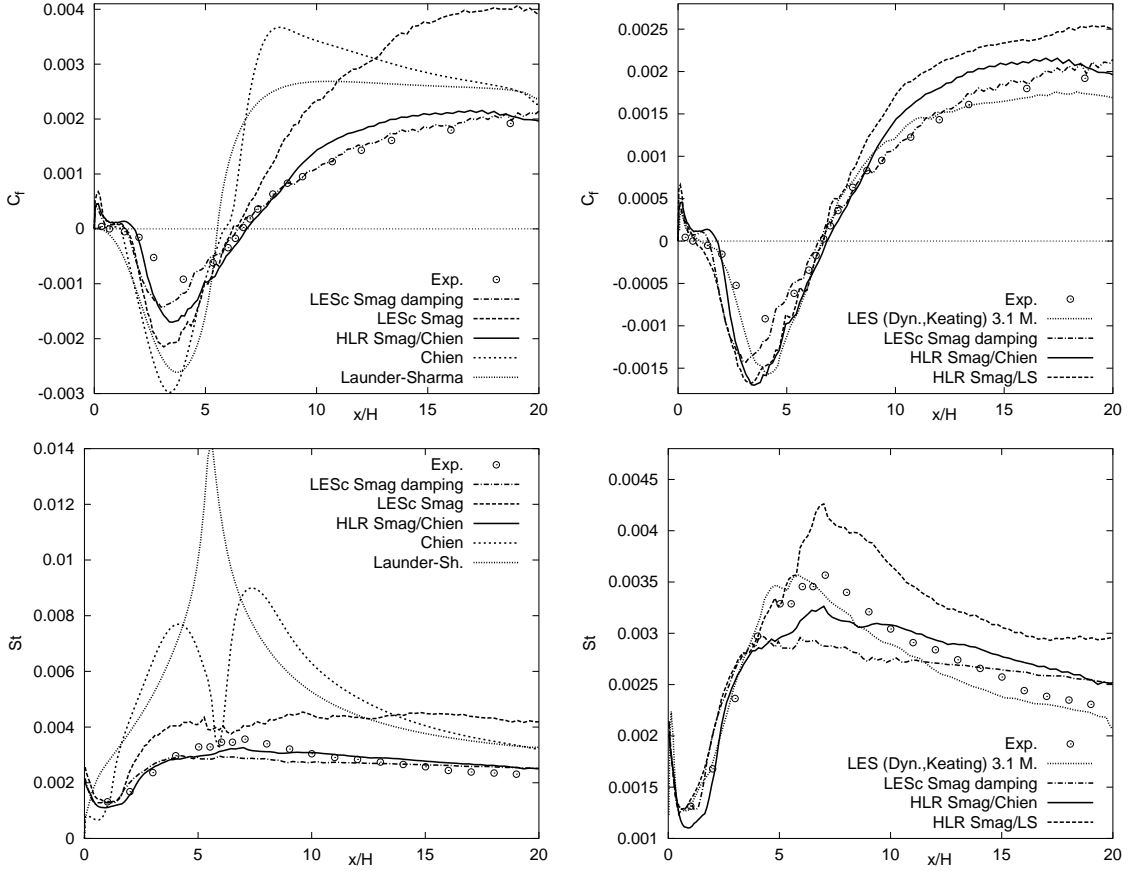 0.004
0.003
0.002
0.001
0
-0.001
-0.002
-0.003
C_f
0
5
10
15
20
x/H
Exp.
LESc Smag damping
LESc Smag
HLR Smag/Chien
Chien
Launder-Sharma
0.0025
0.002
0.0015
0.001
0.0005
0
-0.0005
-0.001
-0.0015
C_f
0
5
10
15
20
x/H
Exp.
LES (Dyn.,Keating) 3.1 M.
LESc Smag damping
HLR Smag/Chien
HLR Smag/LS
0.014
0.012
0.01
0.008
0.006
0.004
0.002
0
St
0
5
10
15
20
x/H
Exp.
LESc Smag damping
LESc Smag
HLR Smag/Chien
Chien
Launder-Sh.
0.0045
0.004
0.0035
0.003
0.0025
0.002
0.0015
0.001
St
0
5
10
15
20
x/H
Exp.
LES (Dyn.,Keating) 3.1 M.
LESc Smag damping
HLR Smag/Chien
HLR Smag/LS